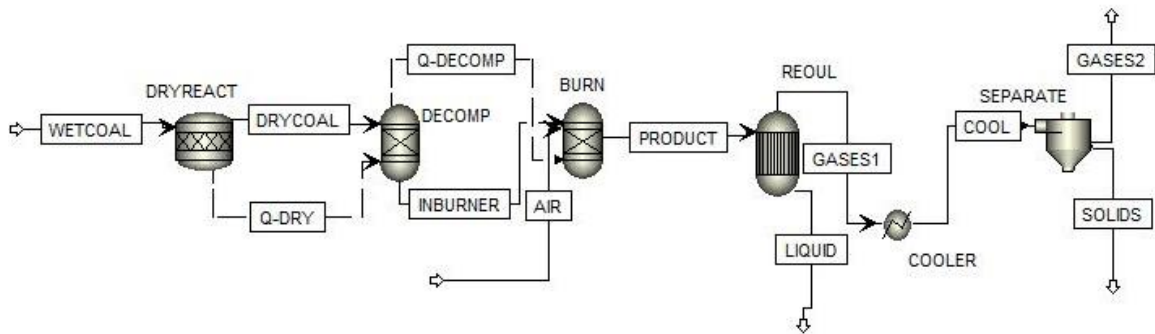 GASES2
Q-DECOMP
BURN
REOUL
SEPARATE
DRYREACT
WETCOAL
DRYCOAL
DECOMP
PRODUCT
COOL
GASES1
INBURNER
AIR
Q-DRY
SOLIDS
LIQUID
COOLER